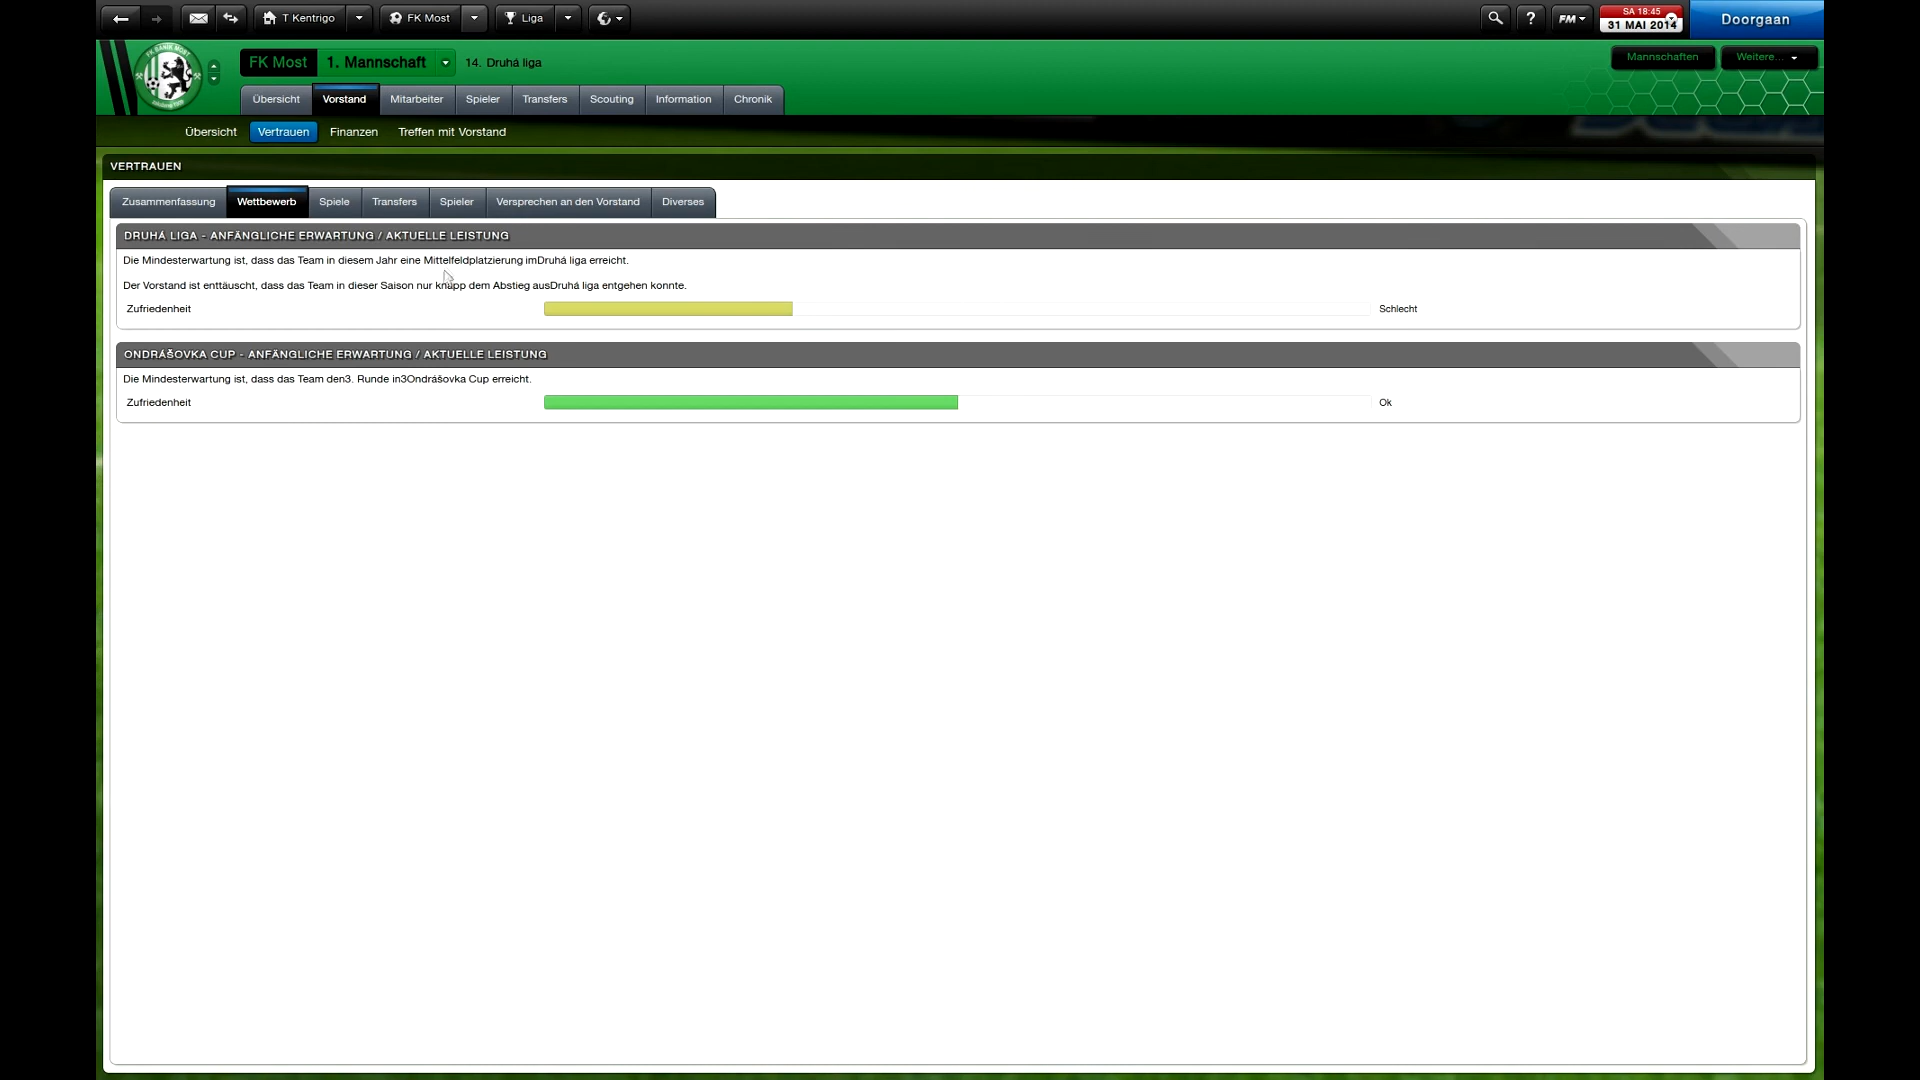 T Kentrigo
FK Most
Liga
?
FM
SA 18:45
31 MAI 2014
Doorgaan
FK Most
1. Mannschaft
14. Druhá liga
Mannschaften
Weitere...
Übersicht
Vorstand
Mitarbeiter
Spieler
Transfers
Scouting
Information
Chronik
Übersicht
Vertrauen
Finanzen
Treffen mit Vorstand
VERTRAUEN
Zusammenfassung
Wettbewerb
Spiele
Transfers
Spieler
Versprechen an den Vorstand
Diverses
DRUHÁ LIGA - ANFÄNGLICHE ERWARTUNG / AKTUELLE LEISTUNG
Die Mindesterwartung ist, dass das Team in diesem Jahr eine Mittelfeldplatzierung imDruhá liga erreicht.
Der Vorstand ist enttäuscht, dass das Team in dieser Saison nur knapp dem Abstieg ausDruhá liga entgehen konnte.
Zufriedenheit
Schlecht
ONDRÁŠOVKA CUP - ANFÄNGLICHE ERWARTUNG / AKTUELLE LEISTUNG
Die Mindesterwartung ist, dass das Team den3. Runde in3Ondrášovka Cup erreicht.
Zufriedenheit
Ok